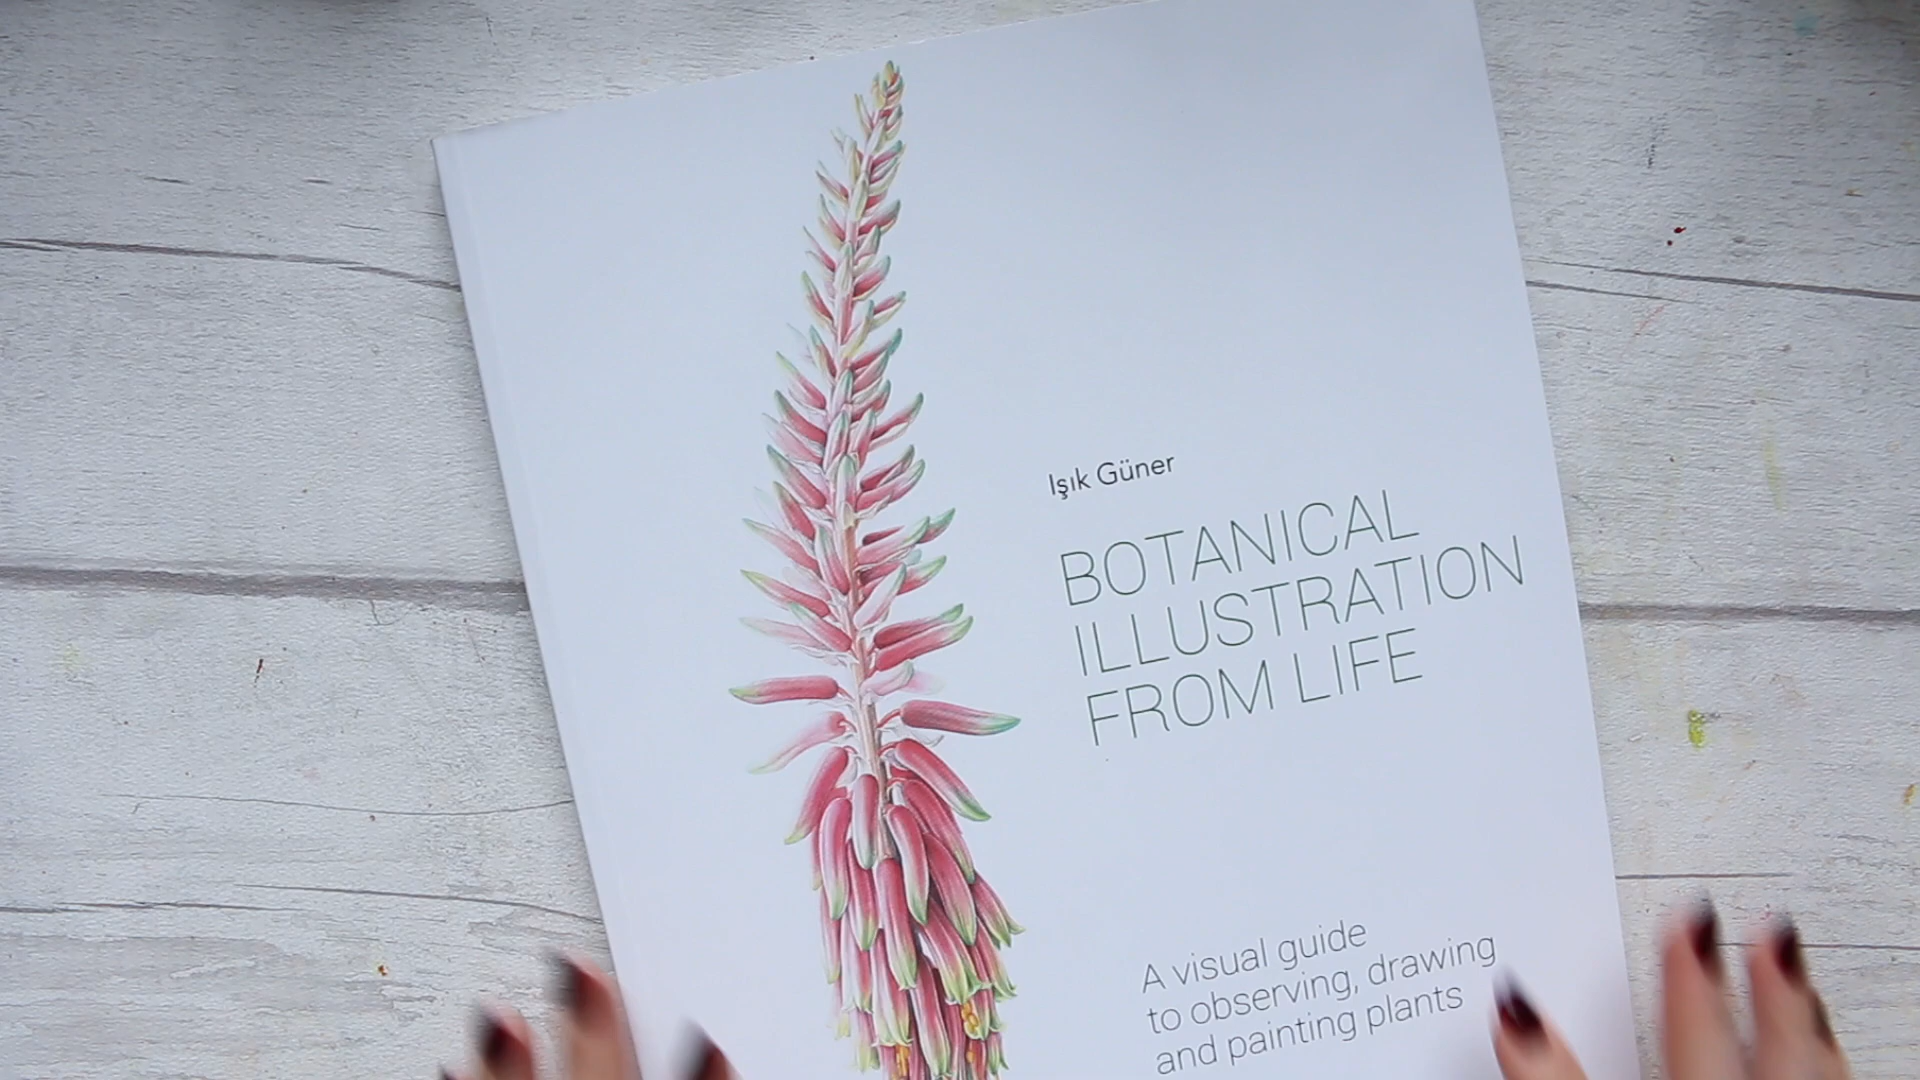 Işık Güner
BOTANICAL
ILLUSTRATION
FROM LIFE
A visual guide
to observing, drawing
and painting plants